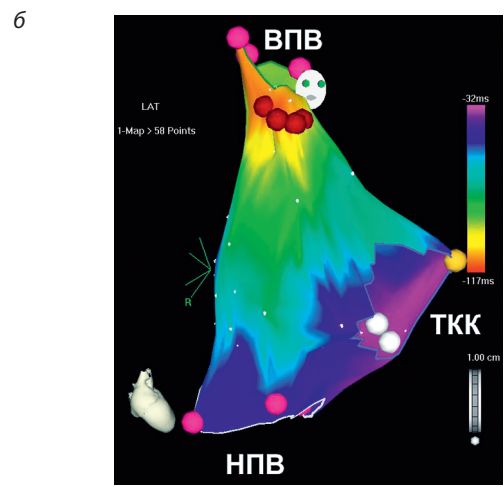 б
ВПВ
LAT
1-Map > 58 Points
-32ms
-117ms
R
ТКК
1.00 cm
НПВ